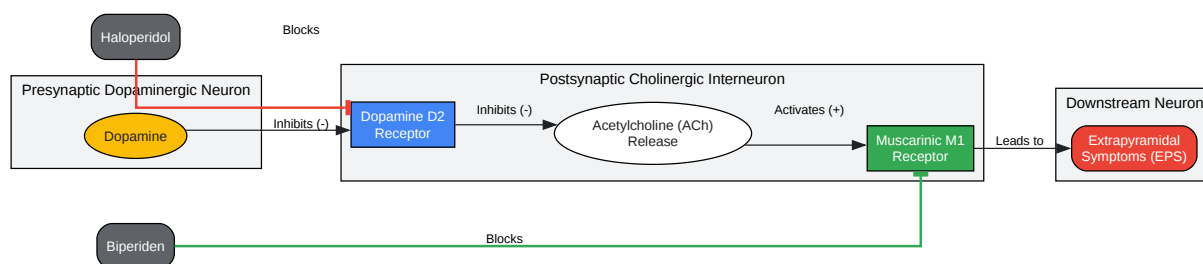 Haloperidol
Blocks
Presynaptic Dopaminergic Neuron
Dopamine
Inhibits (-)
Postsynaptic Cholinergic Interneuron
Dopamine D2
Receptor
Inhibits (-)
Acetylcholine (ACh)
Release
Activates (+)
Muscarinic M1
Receptor
Leads to
Downstream Neuron
Extrapyramidal
Symptoms (EPS)
Biperiden
Blocks